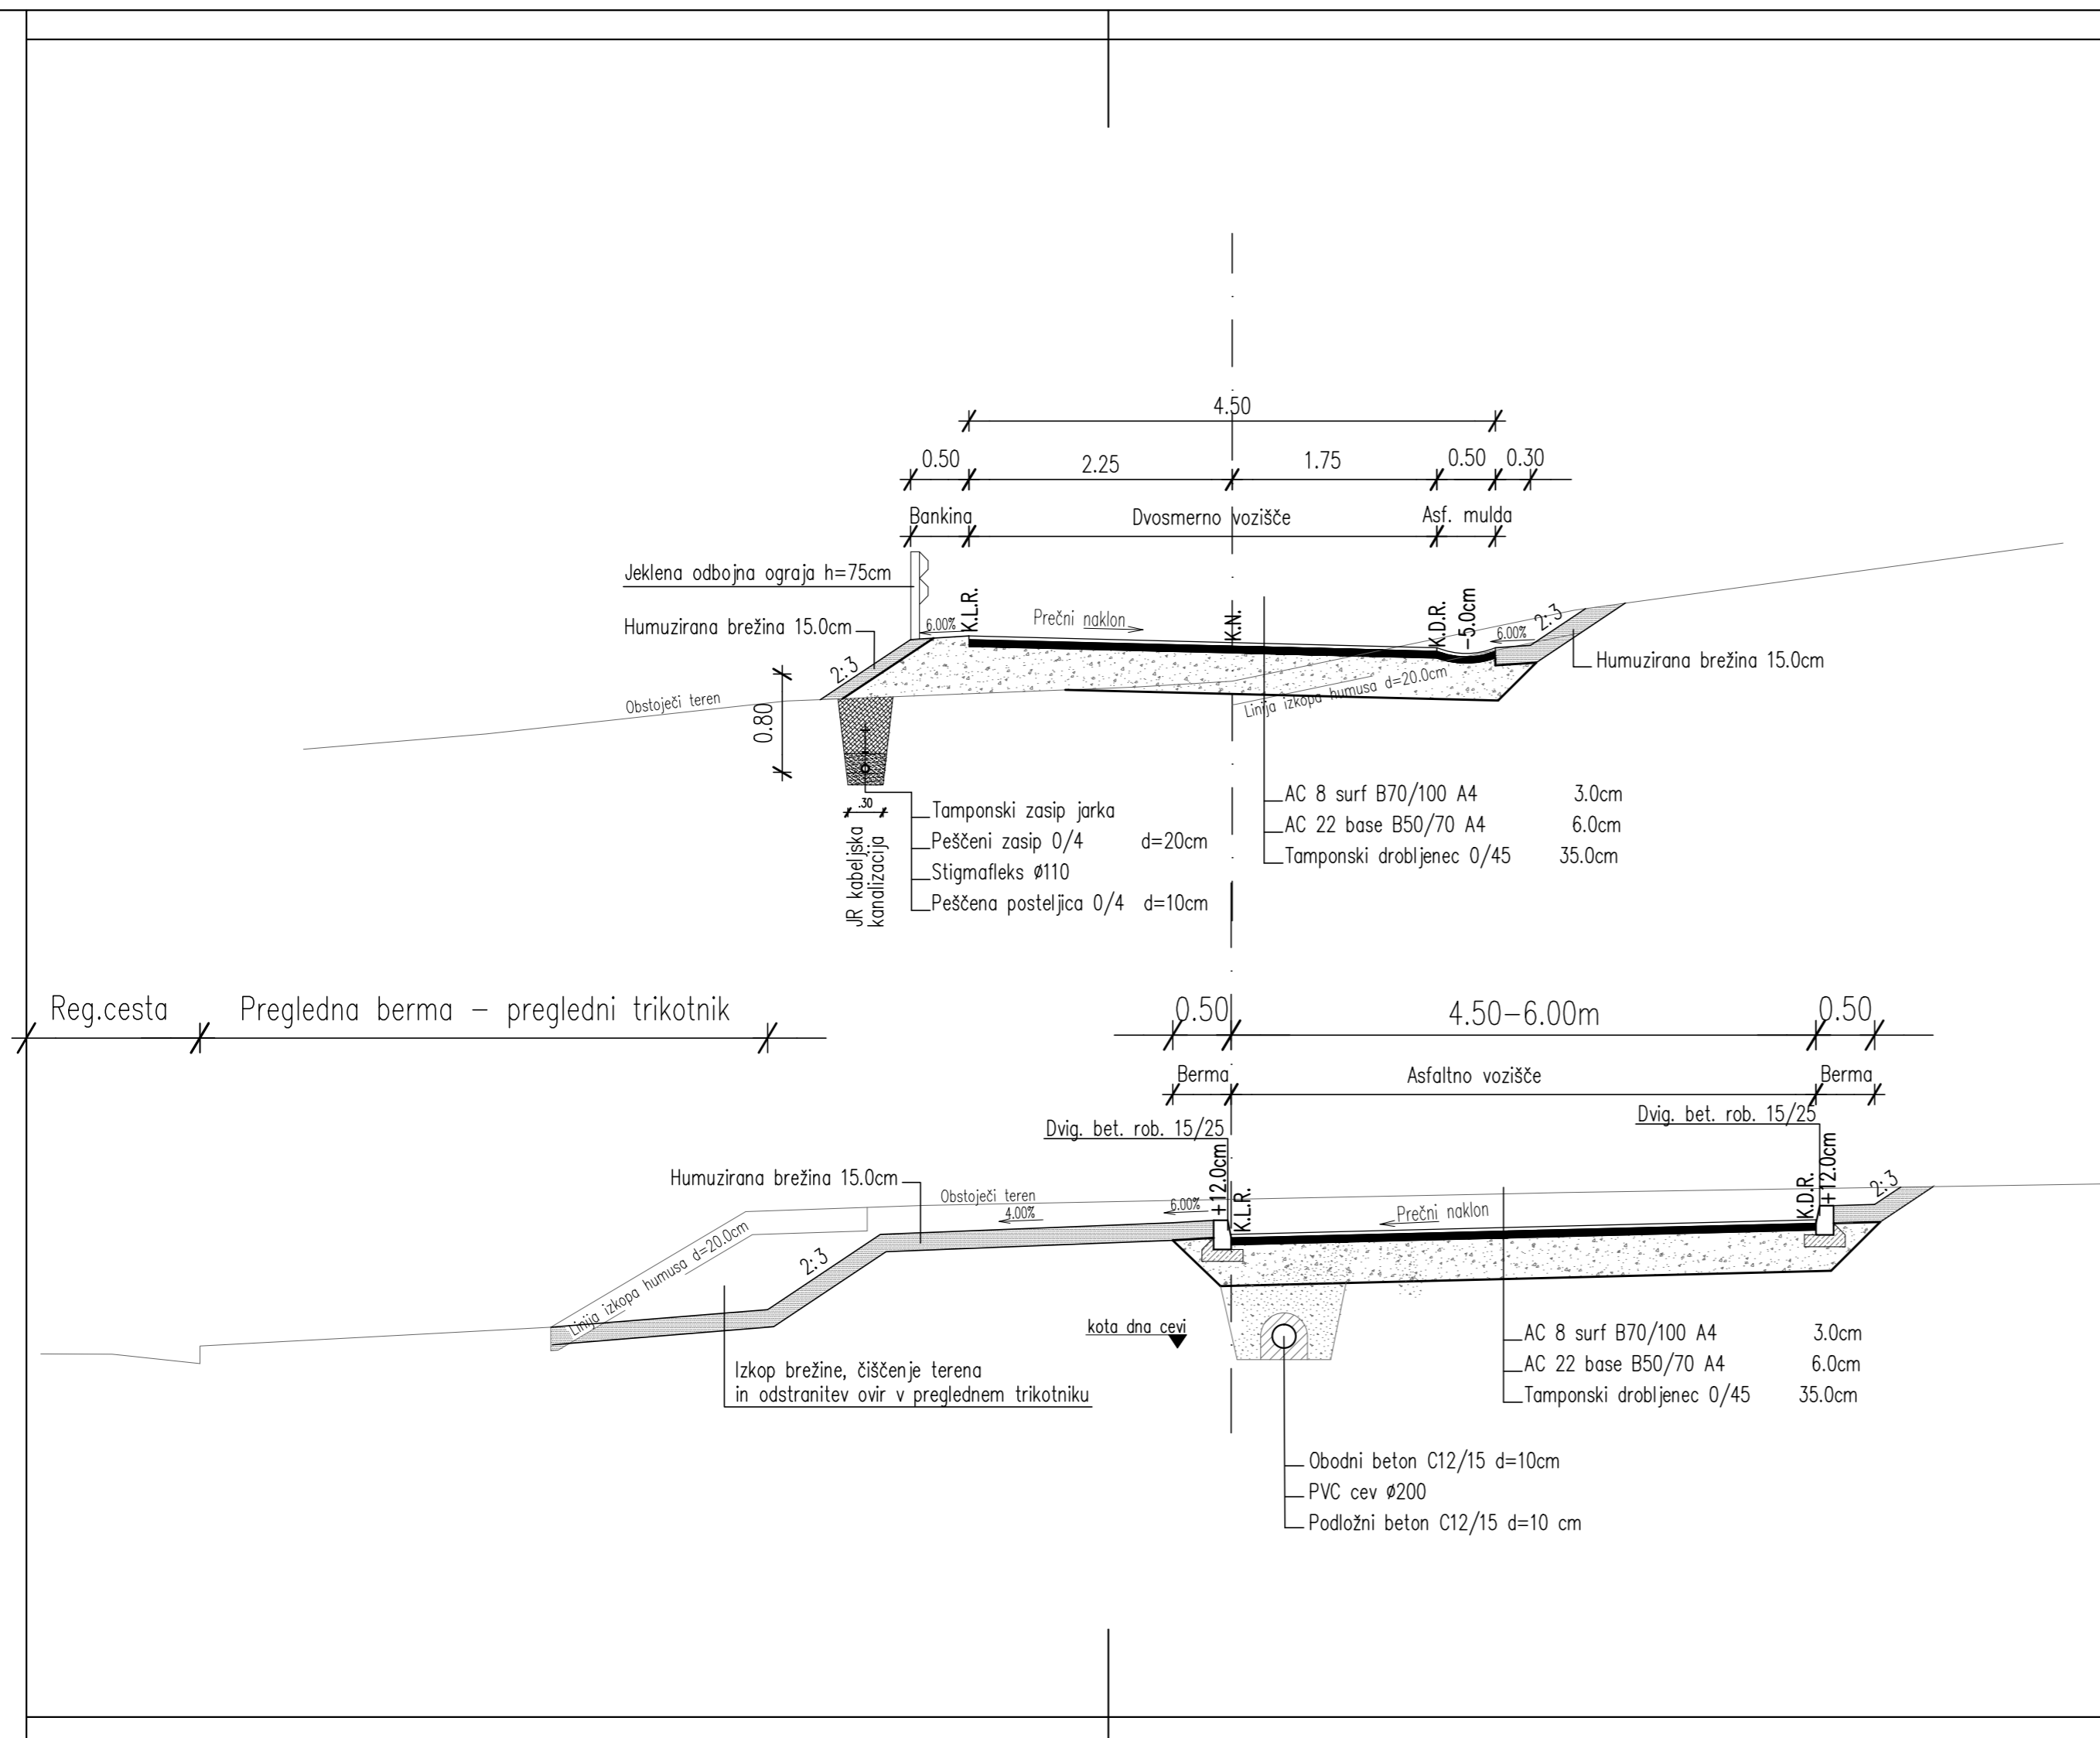 4.50
0.50 2.25 1.75 0.50 0.30
Bankina Dvosmerno vozišče Asf. mulda
Jeklena odbojna ograja h=75cm
Humuzirana brežina 15.0cm
6.00%
K.L.R.
Prečni naklon
K.N.
K.D.R.
-5.0cm
6.00%
2:3
Humuzirana brežina 15.0cm
2:3
Obstoječi teren
0.80
Linija izkopa humusa d=20.0cm
.30
JR kabeljska
kanalizacija
Tamponski zasip jarka
Peščeni zasip 0/4 d=20cm
Stigmafleks ø110
Peščena posteljica 0/4 d=10cm
AC 8 surf B70/100 A4 3.0cm
AC 22 base B50/70 A4 6.0cm
Tamponski drobljenec 0/45 35.0cm
Reg.cesta Pregledna berma - pregledni trikotnik
0.50 4.50-6.00m 0.50
Berma Asfaltno vozišče Berma
Dvig. bet. rob. 15/25
Dvig. bet. rob. 15/25
Humuzirana brežina 15.0cm
Obstoječi teren
4.00%
6.00%
+12.0cm
K.L.R.
Prečni naklon
K.D.R.
+12.0cm
2:3
Linija izkopa humusa d=20.0cm
2:3
kota dna cevi
Izkop brežine, čiščenje terena
in odstranitev ovir v preglednem trikotniku
AC 8 surf B70/100 A4 3.0cm
AC 22 base B50/70 A4 6.0cm
Tamponski drobljenec 0/45 35.0cm
Obodni beton C12/15 d=10cm
PVC cev ø200
Podložni beton C12/15 d=10 cm